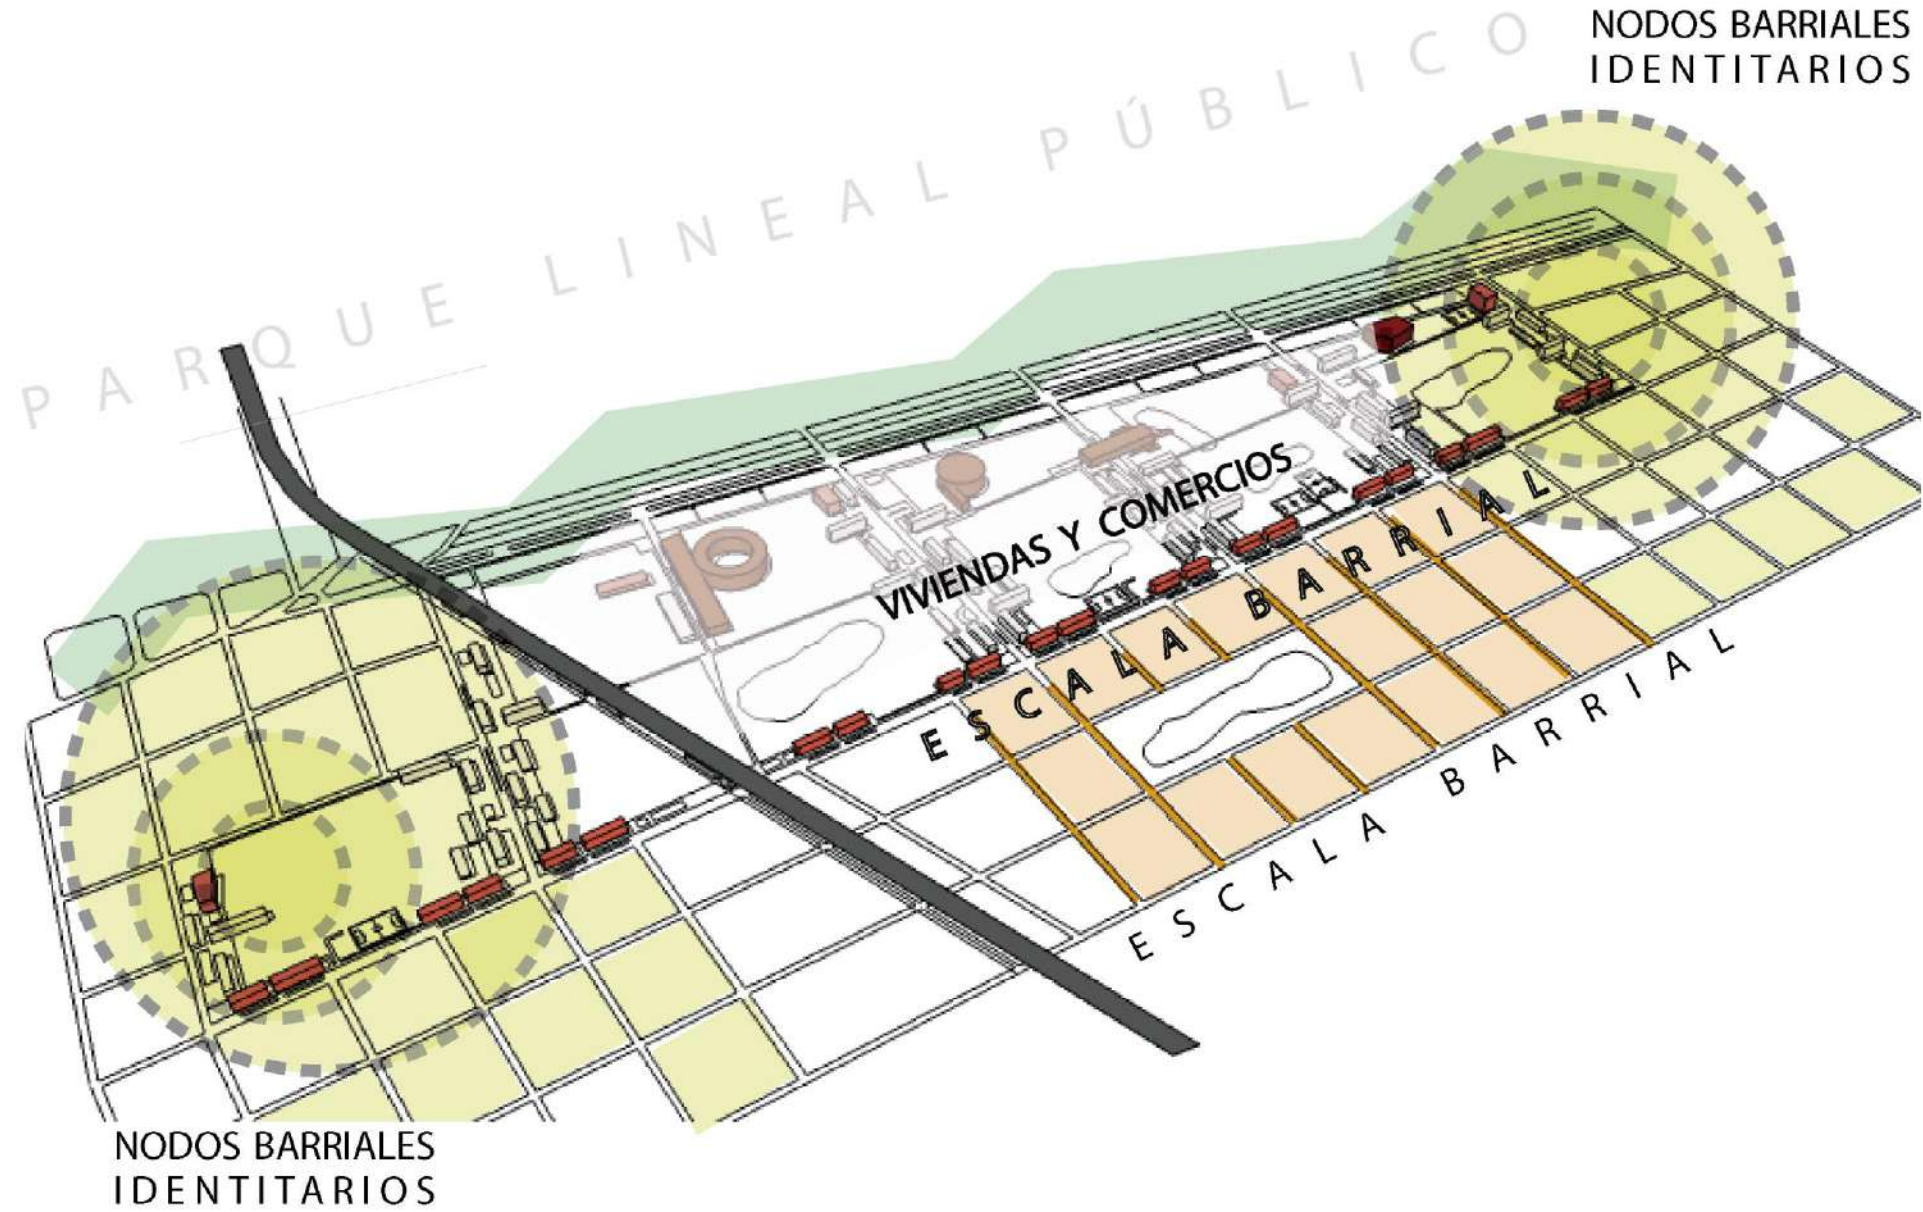 NODOS BARRIALES
IDENTITARIOS
PARQUE LINEAL PÚBLICO
VIVIENDAS Y COMERCIOS
ESCALA BARRIAL
ESCALA BARRIAL
NODOS BARRIALES
IDENTITARIOS